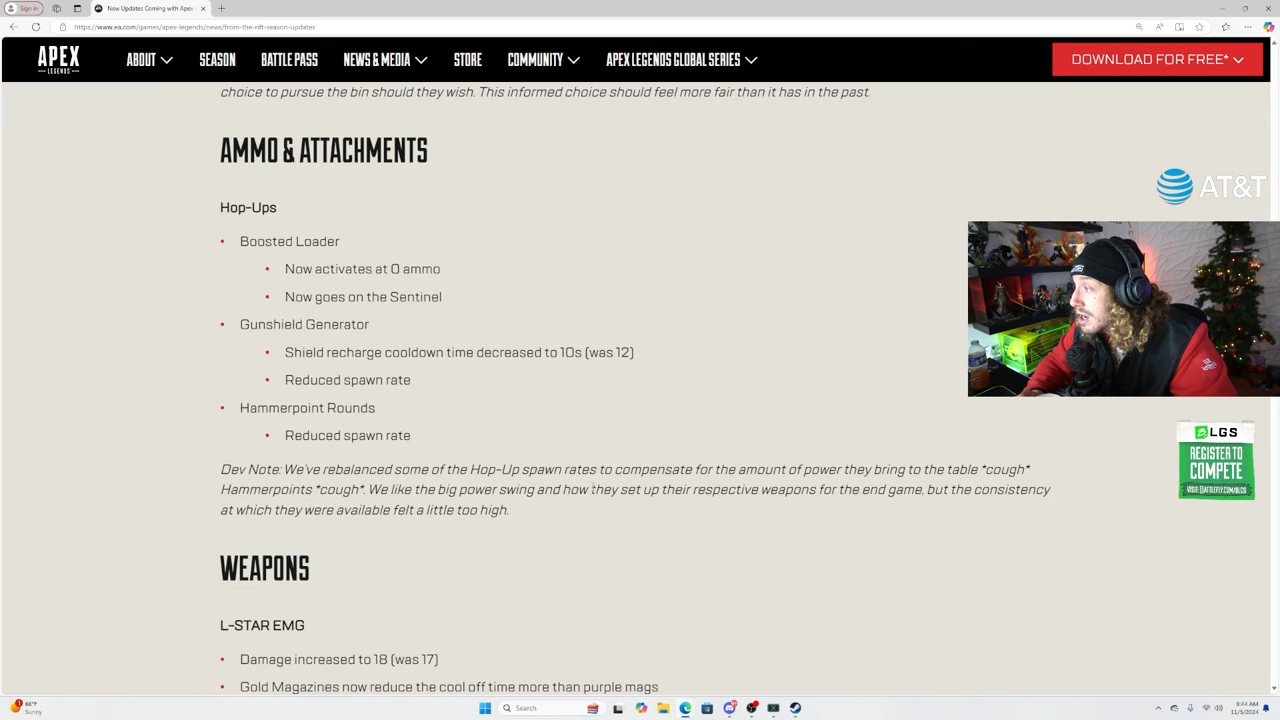 Sign in
New Updates Coming with Apex
https://www.ea.com/games/apex-legends/news/from-the-rift-season-updates
APEX
LEGENDS
ABOUT
SEASON
BATTLE PASS
NEWS & MEDIA
STORE
COMMUNITY
APEX LEGENDS GLOBAL SERIES
DOWNLOAD FOR FREE*
choice to pursue the bin should they wish. This informed choice should feel more fair than it has in the past.
AMMO & ATTACHMENTS
AT&T
Hop-Ups
• Boosted Loader
• Now activates at 0 ammo
• Now goes on the Sentinel
• Gunshield Generator
• Shield recharge cooldown time decreased to 10s (was 12)
• Reduced spawn rate
• Hammerpoint Rounds
• Reduced spawn rate
LGS
REGISTER TO
COMPETE
Dev Note: We've rebalanced some of the Hop-Up spawn rates to compensate for the amount of power they bring to the table *cough*
Hammerpoints *cough*. We like the big power swing and how they set up their respective weapons for the end game, but the consistency
at which they were available felt a little too high.
WEAPONS
L-STAR EMG
• Damage increased to 18 (was 17)
• Gold Magazines now reduce the cool off time more than purple mags
66°F
Sunny
Search
9:44 AM
11/5/2024